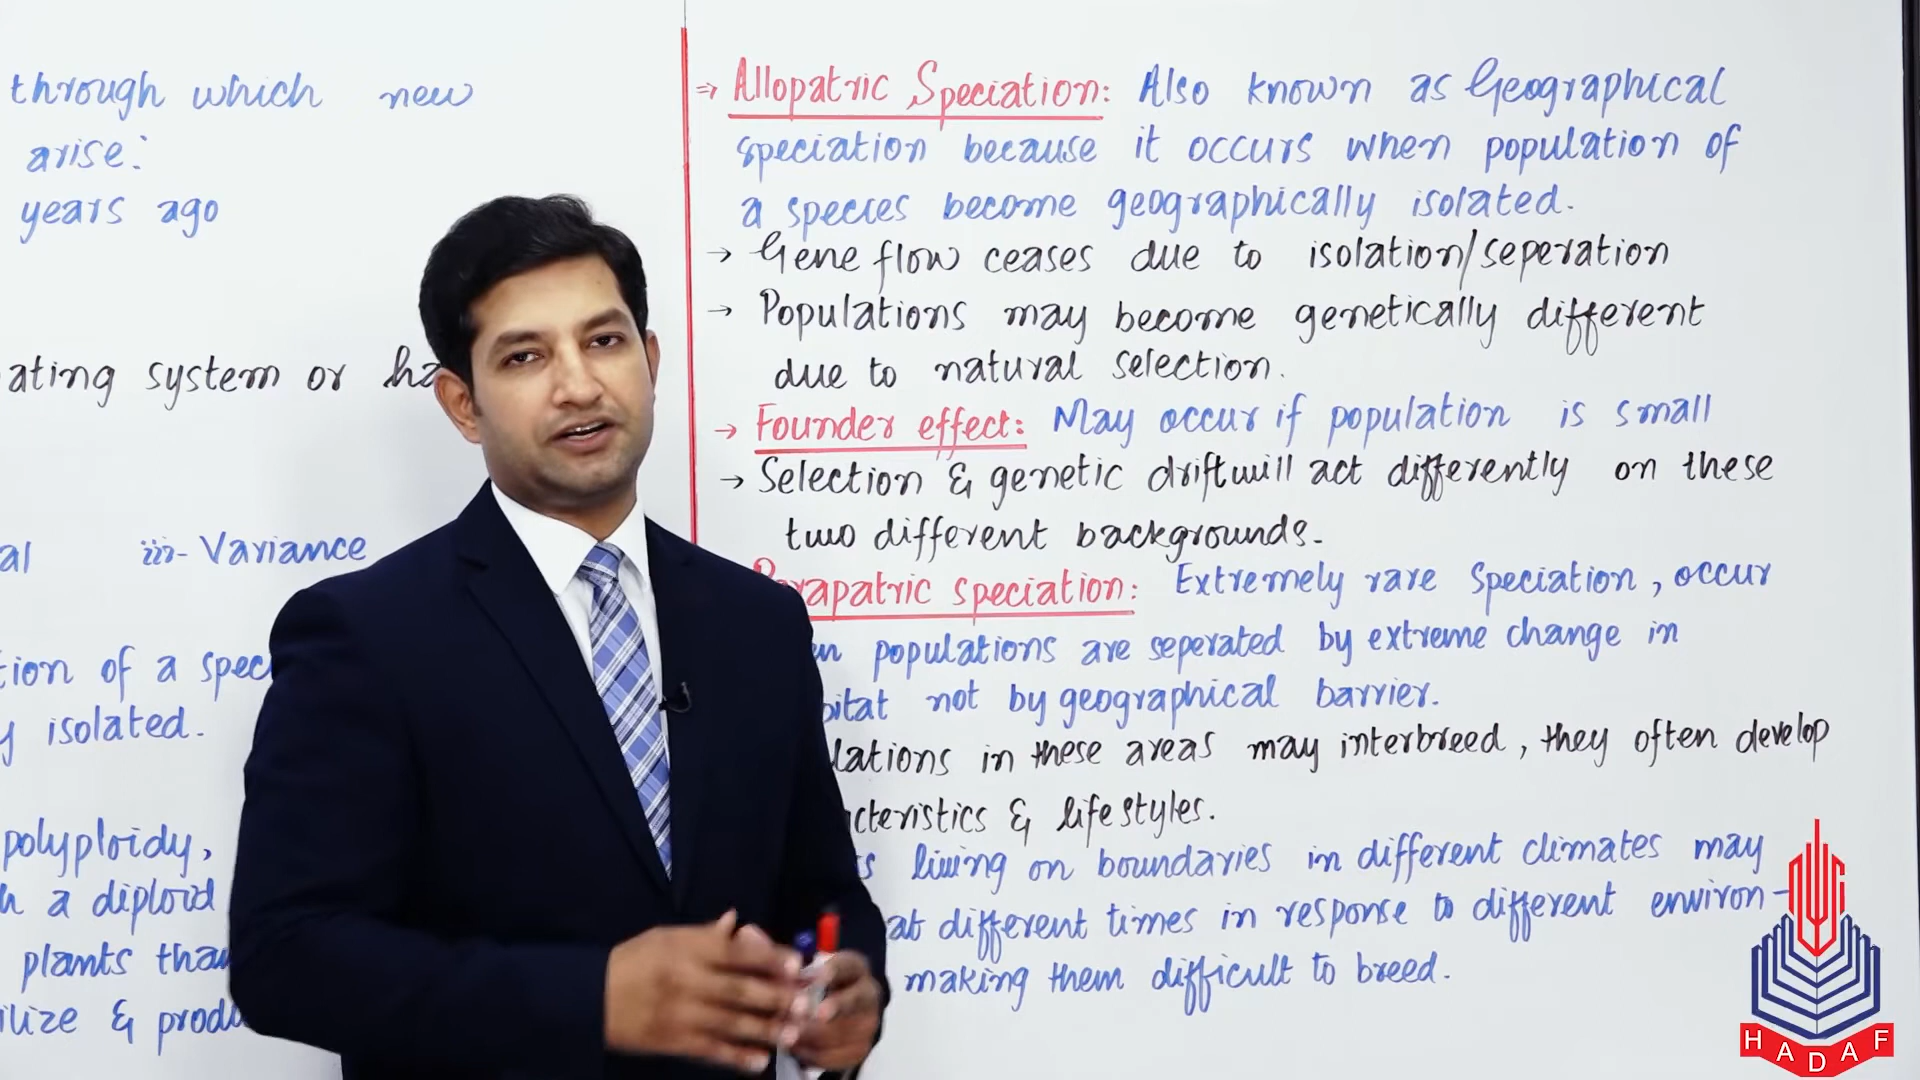 through which new
arise:
years ago
ating system or ha
al iii- Variance
tion of a spec
y isolated.
polyploidy,
h a diploid
plants than
ilize & produ
⇒ Allopatric Speciation: Also known as Geographical
speciation because it occurs when population of
a species become geographically isolated.
→ Gene flow ceases due to isolation/seperation
→ Populations may become genetically different
due to natural selection.
→ Founder effect: May occur if population is small
→ Selection & genetic drift will act differently on these
two different backgrounds.
Parapatric speciation: Extremely rare speciation, occur
en populations are seperated by extreme change in
bitat not by geographical barrier.
lations in these areas may interbreed, they often develop
acteristics & lifestyles.
s living on boundaries in different climates may
at different times in response to different environ-
making them difficult to breed.
HADAF